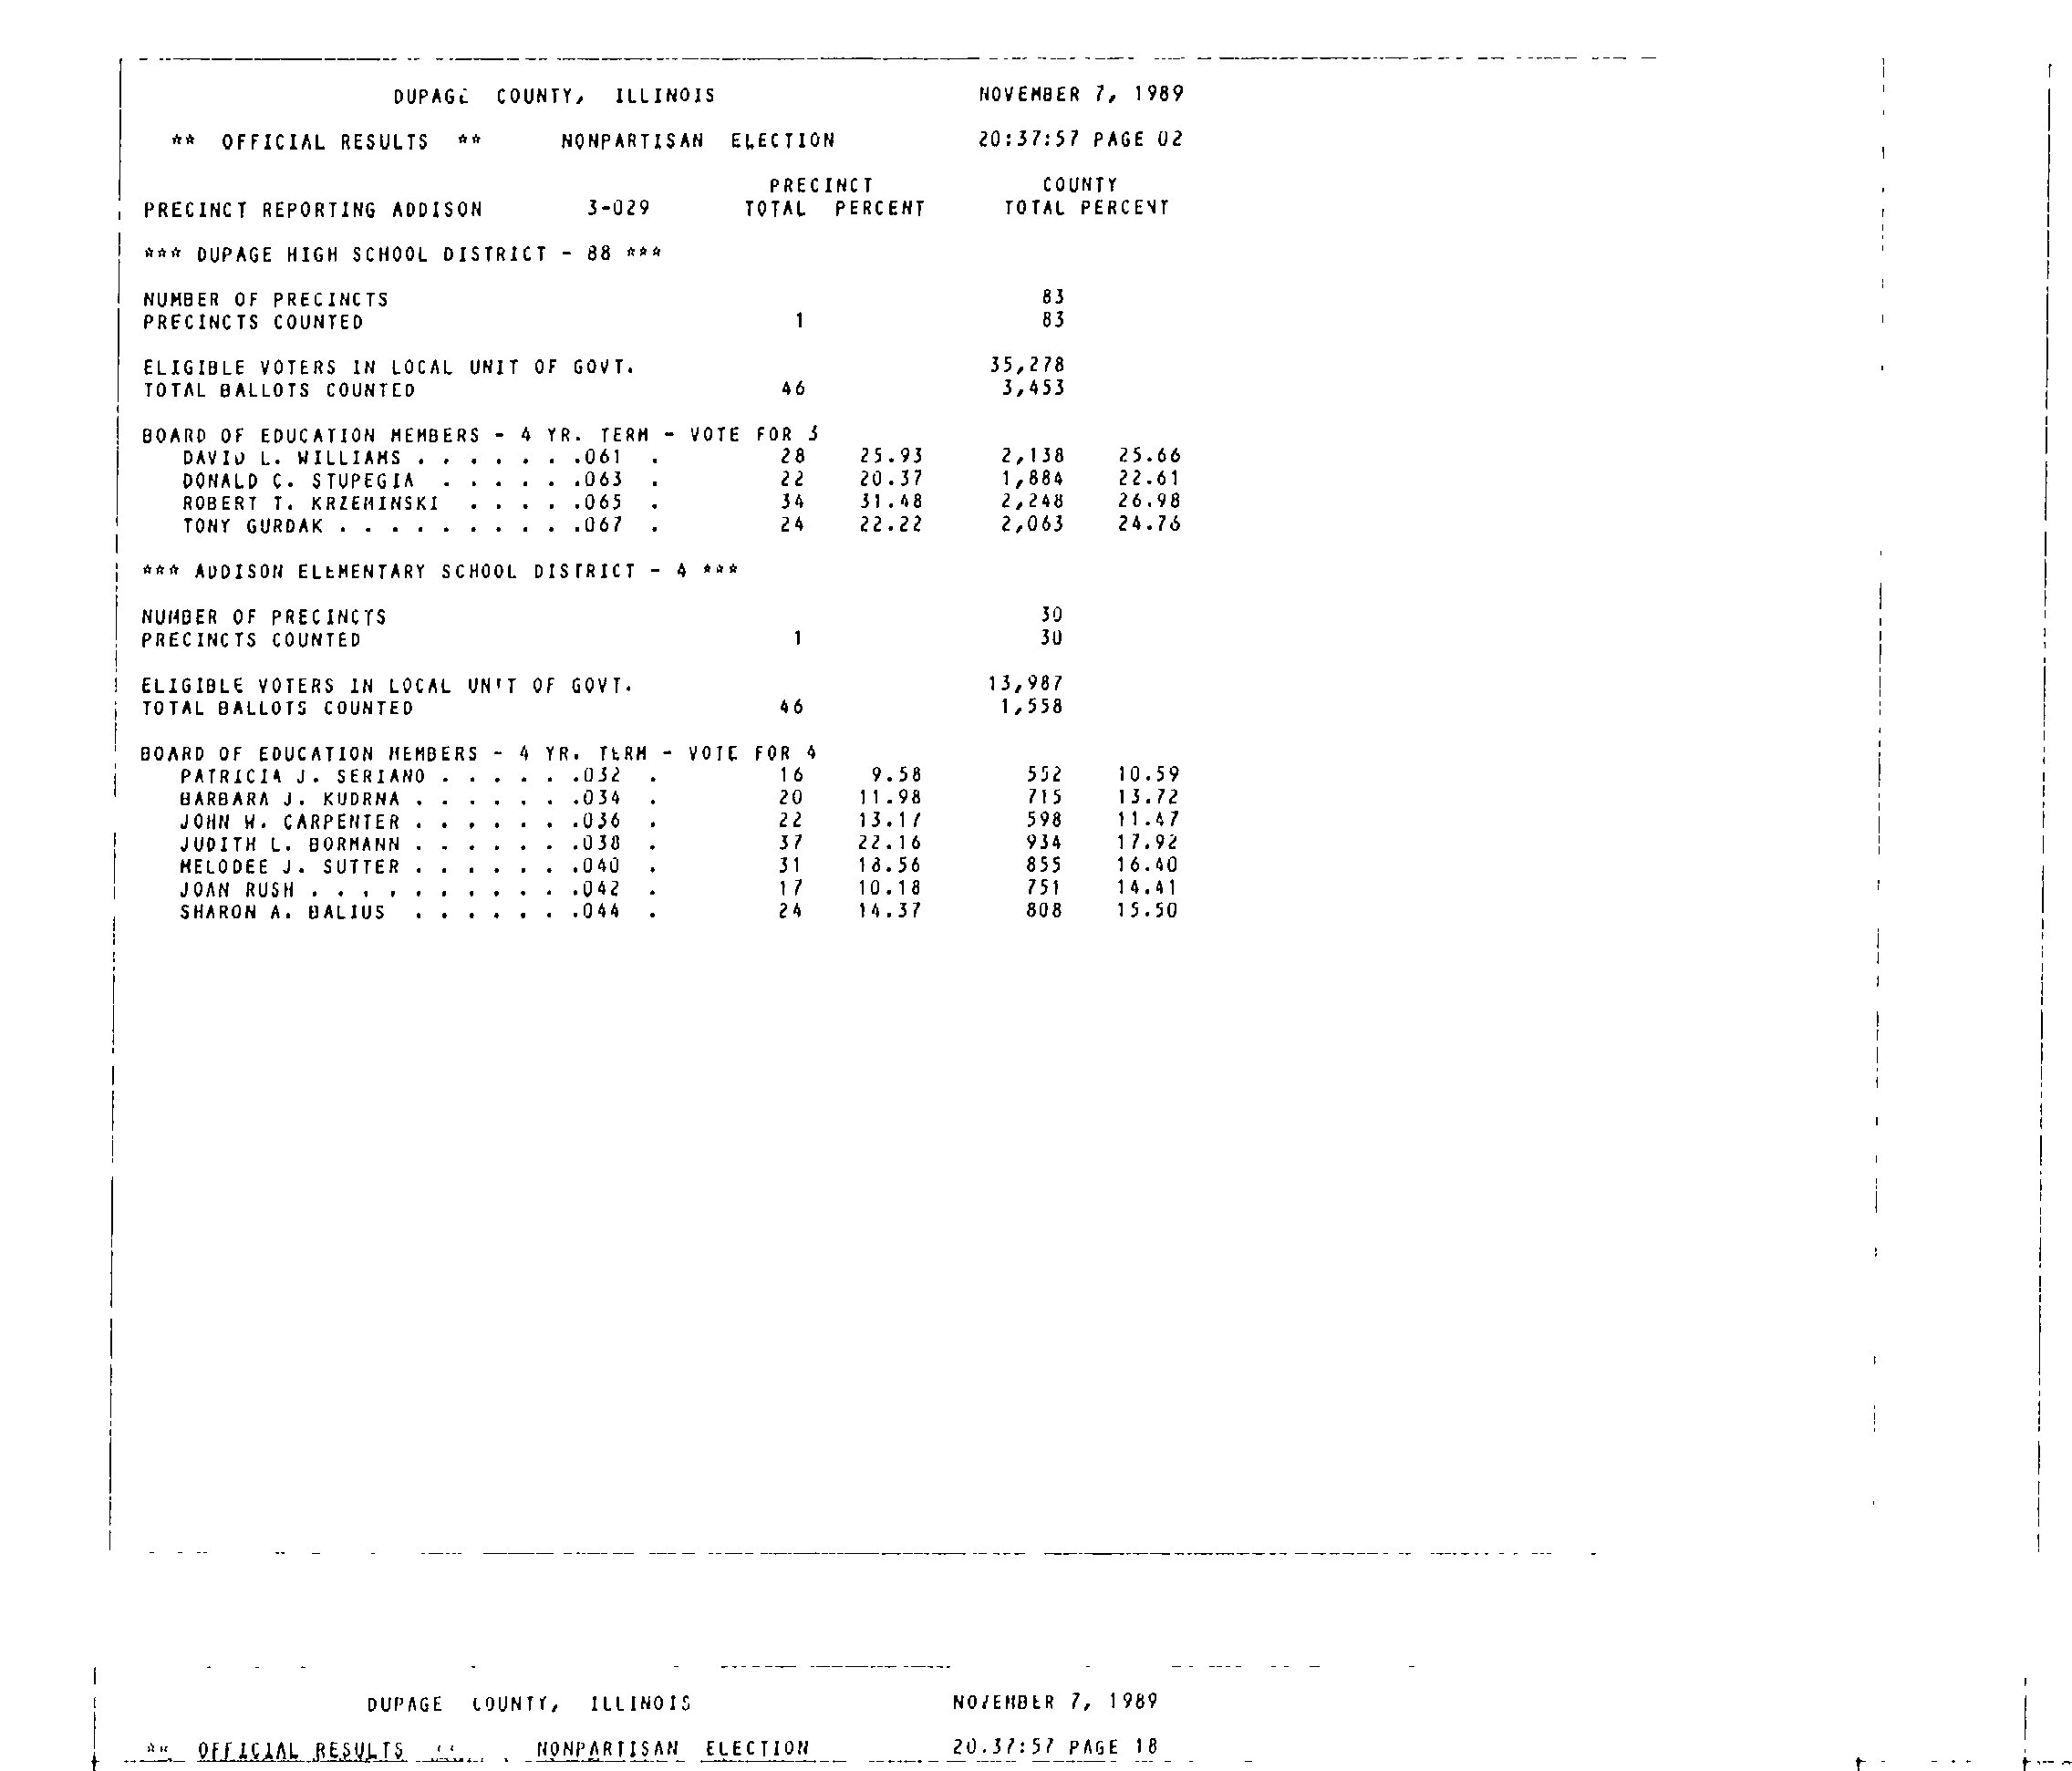 DUPAGE COUNTY, ILLINOIS NOVEMBER 7, 1989
** OFFICIAL RESULTS ** NONPARTISAN ELECTION 20:37:57 PAGE 02
PRECINCT COUNTY
PRECINCT REPORTING ADDISON 3-029 TOTAL PERCENT TOTAL PERCENT
*** DUPAGE HIGH SCHOOL DISTRICT - 88 ***
NUMBER OF PRECINCTS 83
PRECINCTS COUNTED 1 83
ELIGIBLE VOTERS IN LOCAL UNIT OF GOVT. 35,278
TOTAL BALLOTS COUNTED 46 3,453
BOARD OF EDUCATION MEMBERS - 4 YR. TERM - VOTE FOR 3
DAVID L. WILLIAMS . . . . . . .061 . 28 25.93 2,138 25.66
DONALD C. STUPEGIA . . . . . .063 . 22 20.37 1,884 22.61
ROBERT T. KRZEMINSKI . . . . .065 . 34 31.48 2,248 26.98
TONY GURDAK . . . . . . . . . .067 . 24 22.22 2,063 24.76
*** ADDISON ELEMENTARY SCHOOL DISTRICT - 4 ***
NUMBER OF PRECINCTS 30
PRECINCTS COUNTED 1 30
ELIGIBLE VOTERS IN LOCAL UNIT OF GOVT. 13,987
TOTAL BALLOTS COUNTED 46 1,558
BOARD OF EDUCATION MEMBERS - 4 YR. TERM - VOTE FOR 4
PATRICIA J. SERIANO . . . . . .032 . 16 9.58 552 10.59
BARBARA J. KUDRNA . . . . . . .034 . 20 11.98 715 13.72
JOHN W. CARPENTER . . . . . . .036 . 22 13.17 598 11.47
JUDITH L. BORMANN . . . . . . .038 . 37 22.16 934 17.92
MELODEE J. SUTTER . . . . . . .040 . 31 18.56 855 16.40
JOAN RUSH . . . . . . . . . . .042 . 17 10.18 751 14.41
SHARON A. BALIUS . . . . . . .044 . 24 14.37 808 15.50
DUPAGE COUNTY, ILLINOIS NOVEMBER 7, 1989
** OFFICIAL RESULTS ** NONPARTISAN ELECTION 20.37:57 PAGE 18